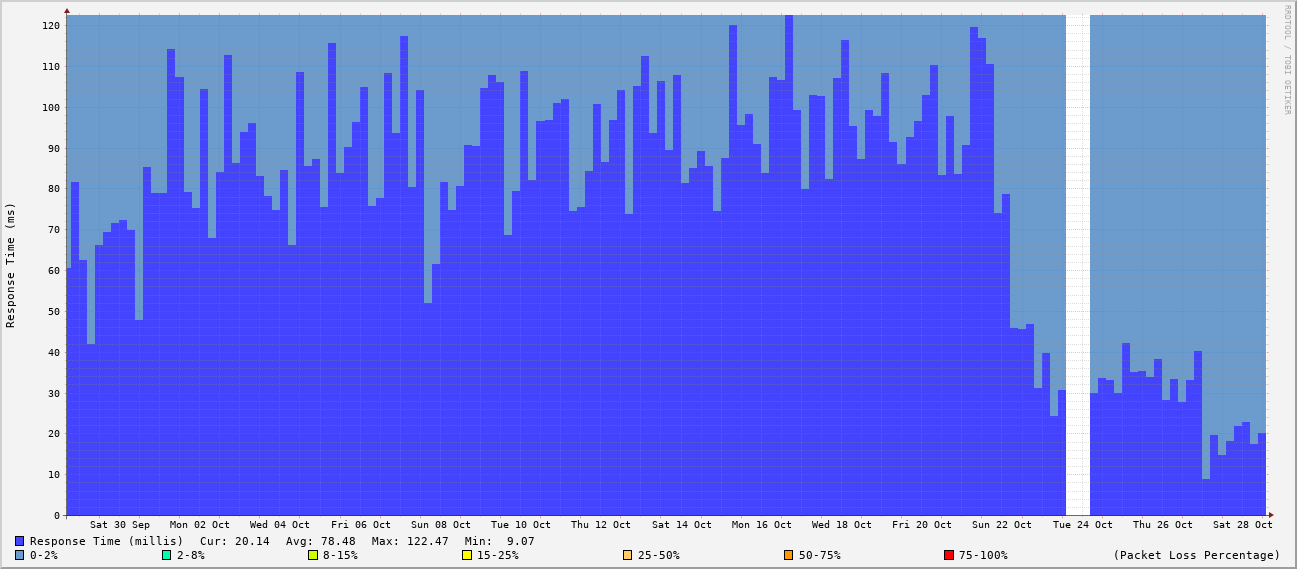 RRDTOOL / TOBI OETIKER
Response Time (ms)
120
110
100
90
80
70
60
50
40
30
20
10
0
Sat 30 Sep Mon 02 Oct Wed 04 Oct Fri 06 Oct Sun 08 Oct Tue 10 Oct Thu 12 Oct Sat 14 Oct Mon 16 Oct Wed 18 Oct Fri 20 Oct Sun 22 Oct Tue 24 Oct Thu 26 Oct Sat 28 Oct
Response Time (millis) Cur: 20.14 Avg: 78.48 Max: 122.47 Min: 9.07
0-2% 2-8% 8-15% 15-25% 25-50% 50-75% 75-100% (Packet Loss Percentage)